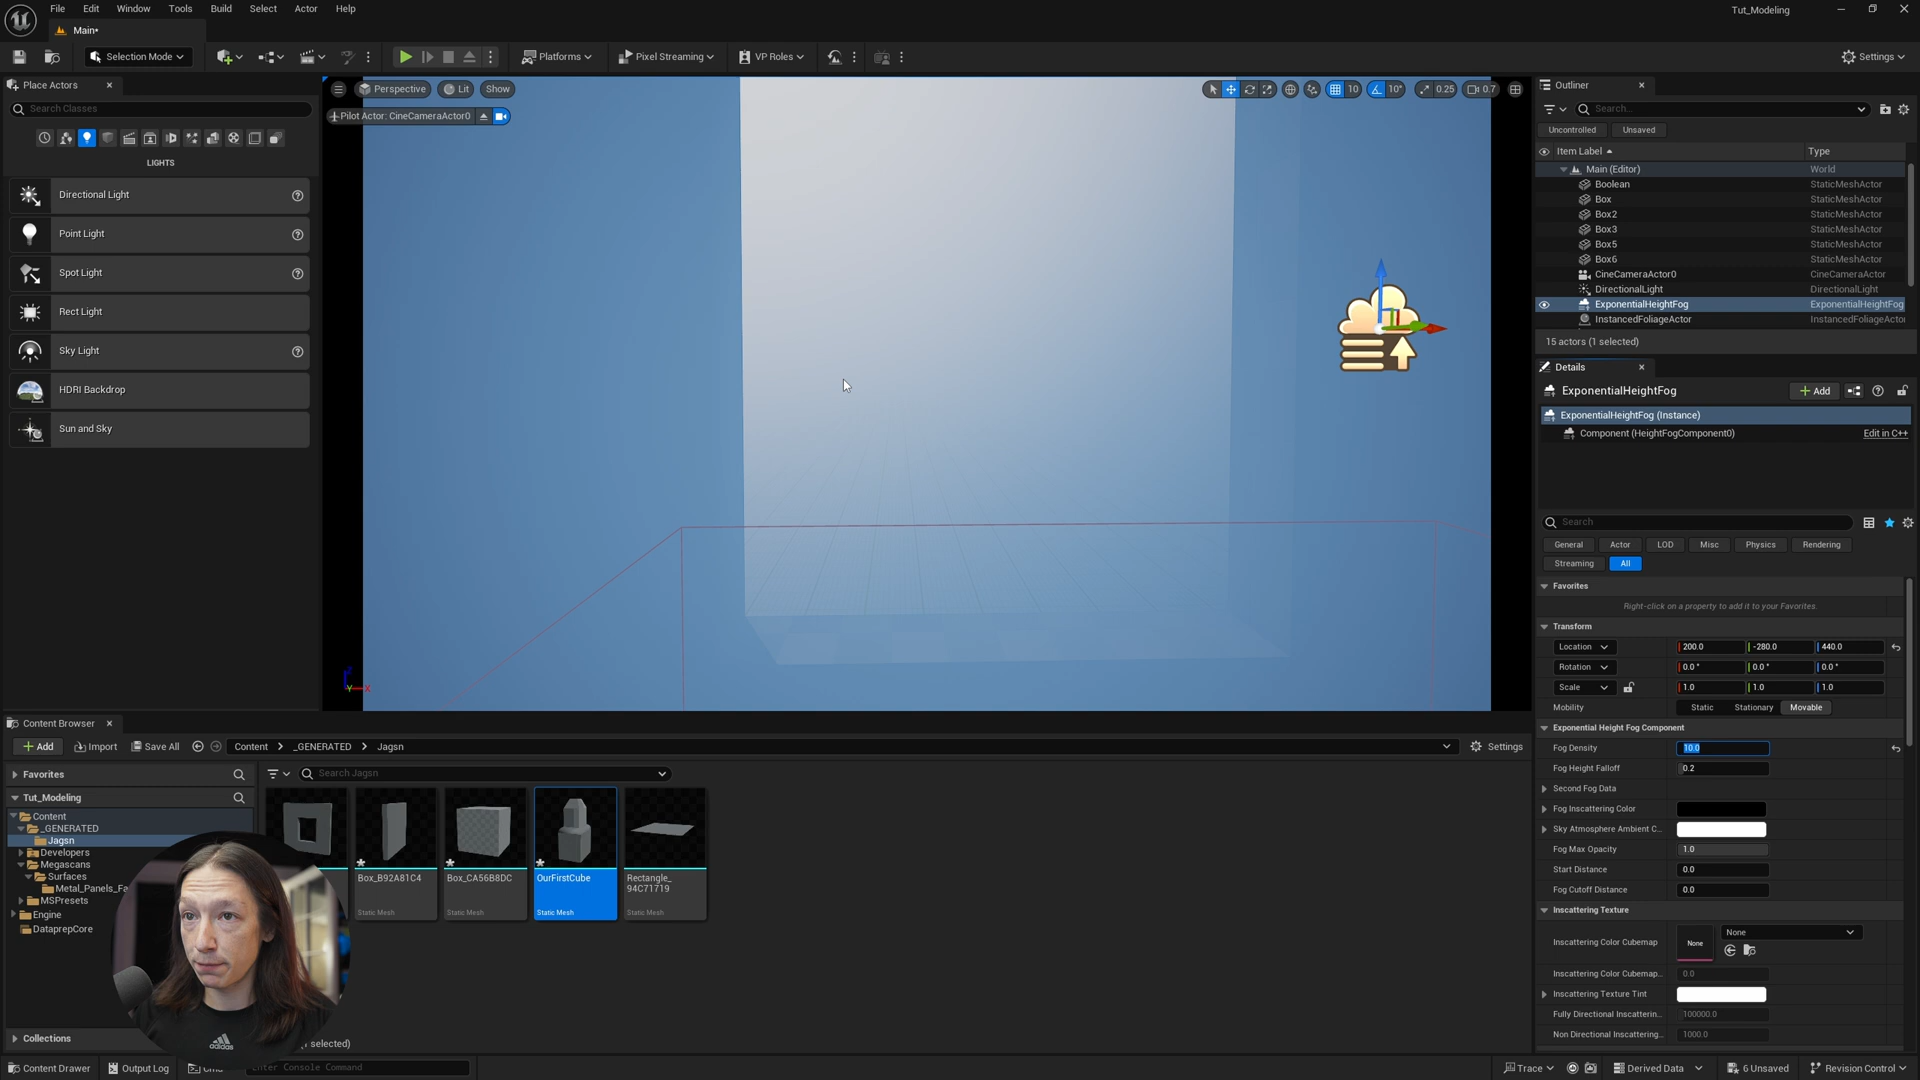 File Edit Window Tools Build Select Actor Help
Tut_Modeling
Main•
Selection Mode
Platforms
Pixel Streaming
VP Roles
Settings
Place Actors
Search Classes
LIGHTS
Directional Light
Point Light
Spot Light
Rect Light
Sky Light
HDRI Backdrop
Sun and Sky
Perspective
Lit
Show
10
10°
0.25
0.7
Pilot Actor: CineCameraActor0
Outliner
Search...
Uncontrolled
Unsaved
Item Label
Type
Main (Editor) World
Boolean StaticMeshActor
Box StaticMeshActor
Box2 StaticMeshActor
Box3 StaticMeshActor
Box5 StaticMeshActor
Box6 StaticMeshActor
CineCameraActor0 CineCameraActor
DirectionalLight DirectionalLight
ExponentialHeightFog ExponentialHeightFog
InstancedFoliageActor InstancedFoliageActo
15 actors (1 selected)
Details
ExponentialHeightFog
Add
ExponentialHeightFog (Instance)
Component (HeightFogComponent0)
Edit in C++
Search
General Actor LOD Misc Physics Rendering
Streaming All
Favorites
Right-click on a property to add it to your Favorites.
Transform
Location 200.0 -280.0 440.0
Rotation 0.0 ° 0.0 ° 0.0 °
Scale 1.0 1.0 1.0
Mobility Static Stationary Movable
Exponential Height Fog Component
Fog Density 10.0
Fog Height Falloff 0.2
Second Fog Data
Fog Inscattering Color
Sky Atmosphere Ambient C...
Fog Max Opacity 1.0
Start Distance 0.0
Fog Cutoff Distance 0.0
Inscattering Texture
Inscattering Color Cubemap None None
Inscattering Color Cubemap... 0.0
Inscattering Texture Tint
Fully Directional Inscatterin... 100000.0
Non Directional Inscattering... 1000.0
X
Content Browser
Add
Import
Save All
Content
_GENERATED
Jagsn
Settings
Favorites
Search Jagsn
Tut_Modeling
Content
_GENERATED
Jagsn
Developers
Megascans
Surfaces
Metal_Panels_Fa
MSPresets
Engine
DataprepCore
Collections
Box_B92A81C4
Static Mesh
Box_CA56B8DC
Static Mesh
OurFirstCube
Static Mesh
Rectangle_
94C71719
Static Mesh
selected)
adidas
Content Drawer
Output Log
Enter Console Command
Trace
Derived Data
6 Unsaved
Revision Control